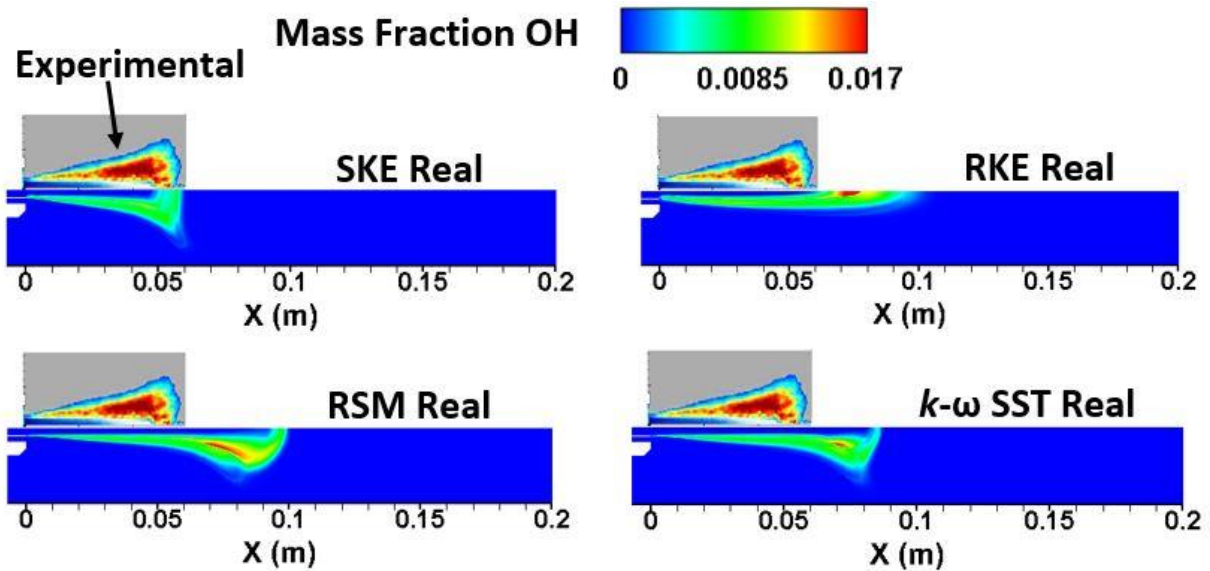 Mass Fraction OH
0 0.0085 0.017
Experimental
SKE Real
0 0.05 0.1 0.15 0.2
X (m)
RKE Real
0 0.05 0.1 0.15 0.2
X (m)
RSM Real
0 0.05 0.1 0.15 0.2
X (m)
k-ω SST Real
0 0.05 0.1 0.15 0.2
X (m)